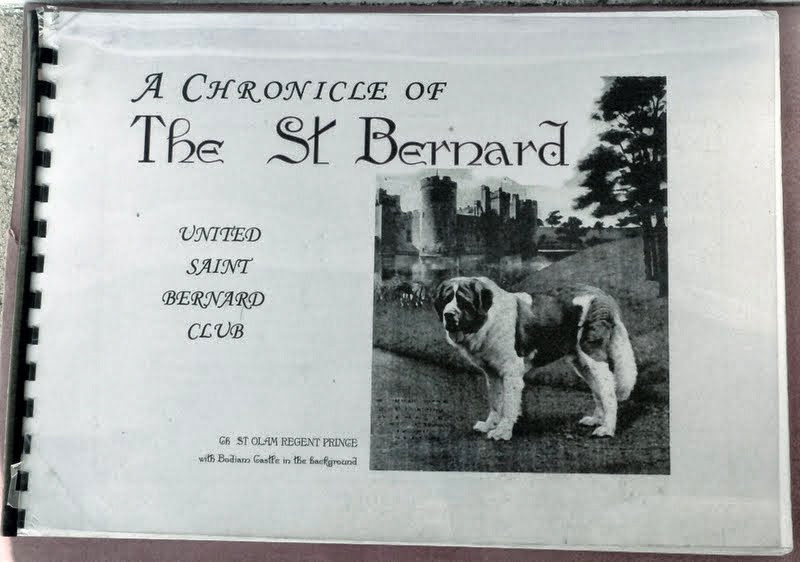 A CHRONICLE OF
The St Bernard
UNITED
SAINT
BERNARD
CLUB
Ch ST OLAM REGENT PRINCE
with Bodiam Castle in the background